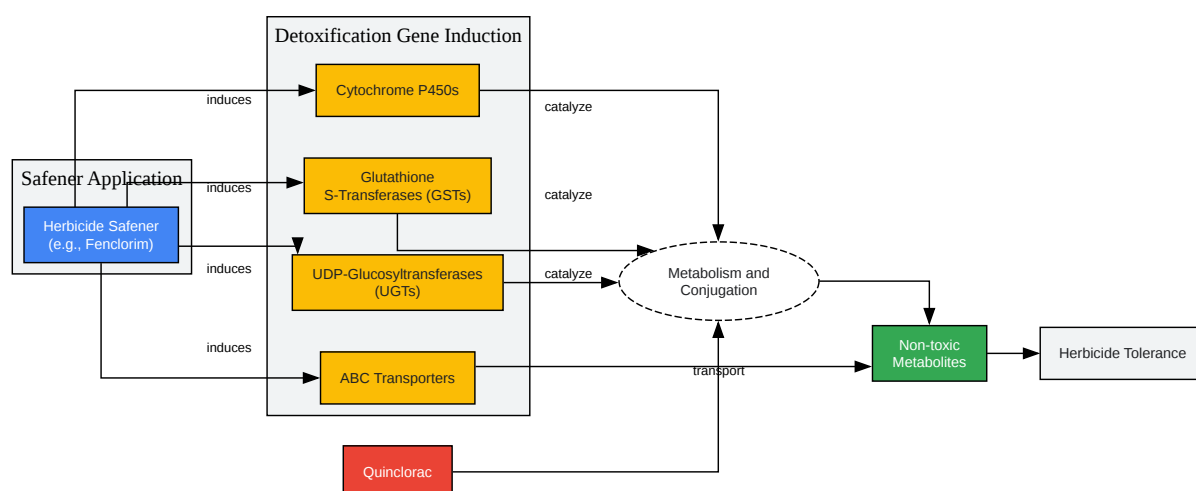 Detoxification Gene Induction
Cytochrome P450s
induces
catalyze
Safener Application
Glutathione
S-Transferases (GSTs)
induces
catalyze
Herbicide Safener
(e.g., Fenclorim)
UDP-Glucosyltransferases
(UGTs)
induces
catalyze
Metabolism and
Conjugation
induces
ABC Transporters
transport
Non-toxic
Metabolites
Herbicide Tolerance
Quinclorac